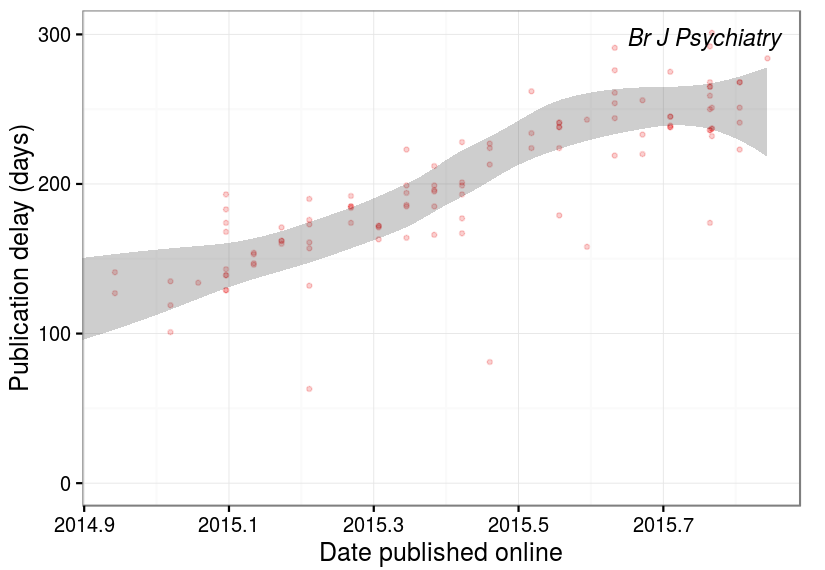 Br J Psychiatry
300
200
100
0
Publication delay (days)
2014.9 2015.1 2015.3 2015.5 2015.7
Date published online